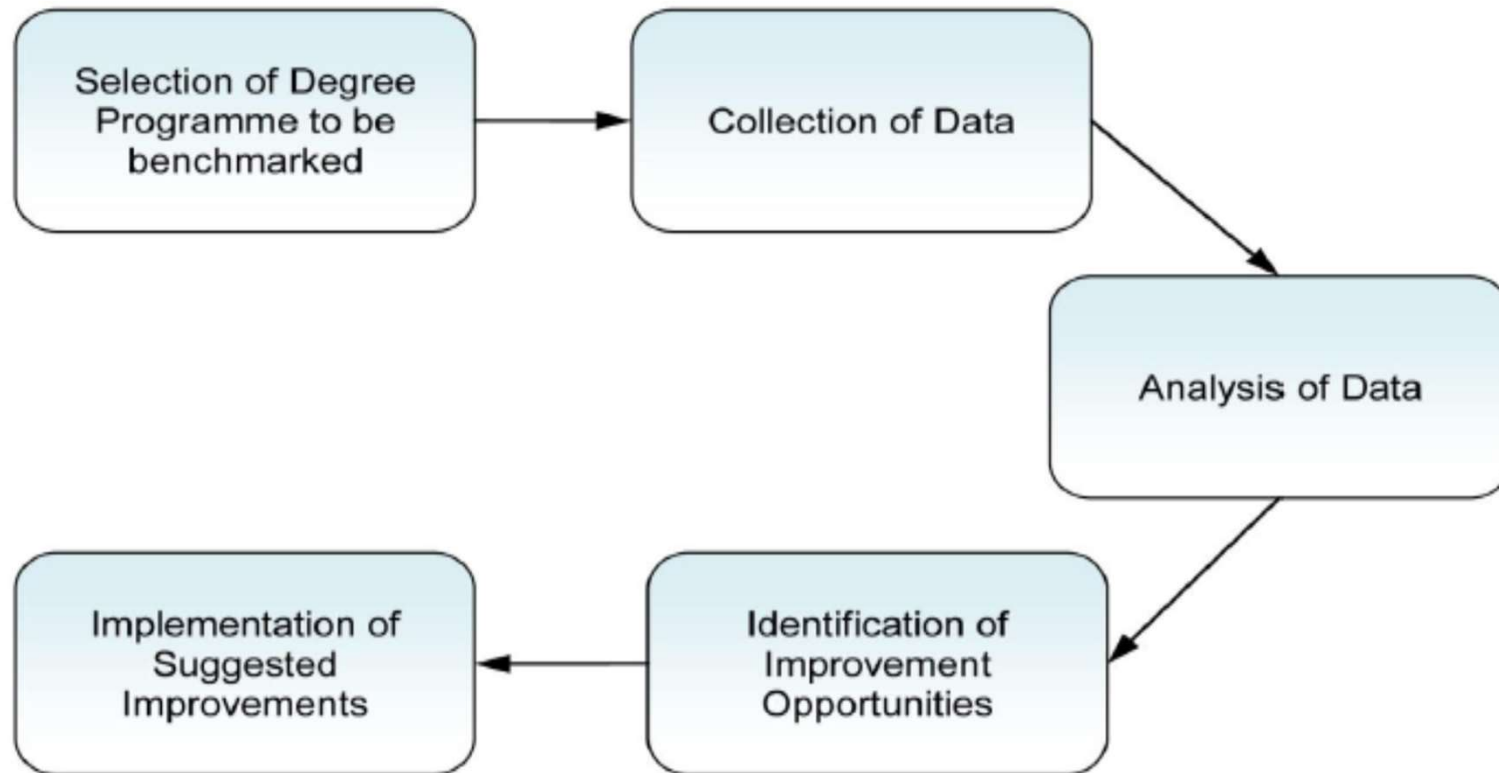 Selection of Degree
Programme to be
benchmarked
Collection of Data
Analysis of Data
Identification of
Improvement
Opportunities
Implementation of
Suggested
Improvements